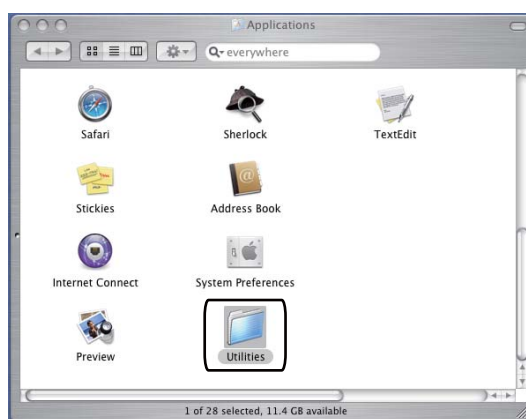 Applications
everywhere
Safari
Sherlock
TextEdit
Stickies
Address Book
Internet Connect
System Preferences
Preview
Utilities
1 of 28 selected, 11.4 GB available